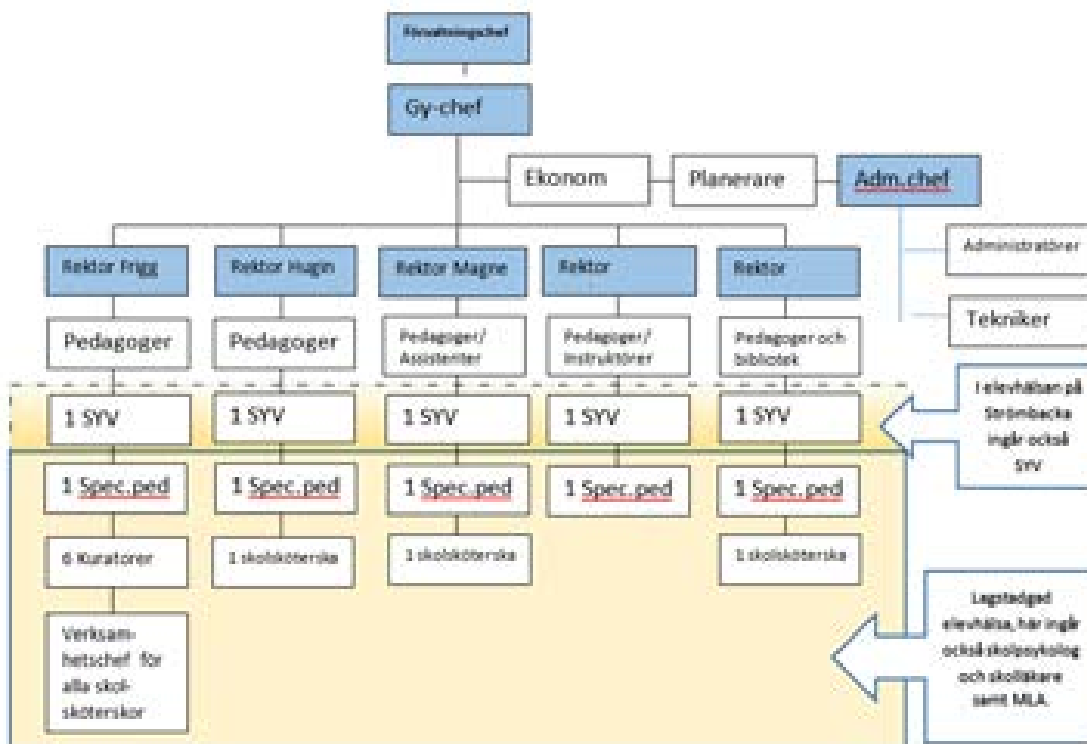 Förvaltningschef
Gy-chef
Ekonom
Planerare
Adm.chef
Administratörer
Tekniker
Rektor Frigg
Rektor Hugin
Rektor Magne
Rektor
Rektor
Pedagoger
Pedagoger
Pedagoger/
Assistenter
Pedagoger/
Instruktörer
Pedagoger och
bibliotek
1 SYV
1 SYV
1 SYV
1 SYV
1 SYV
I elevhälsan på
Strömbacka
ingår också
SYV
1 Spec.ped
1 Spec.ped
1 Spec.ped
1 Spec.ped
1 Spec.ped
6 Kuratorer
1 skolsköterska
1 skolsköterska
1 skolsköterska
Verksam-
hetschef för
alla skol-
sköterskor
Lagstadgad
elevhälsa, här ingår
också skolpsykolog
och skolläkare
samt MLA.